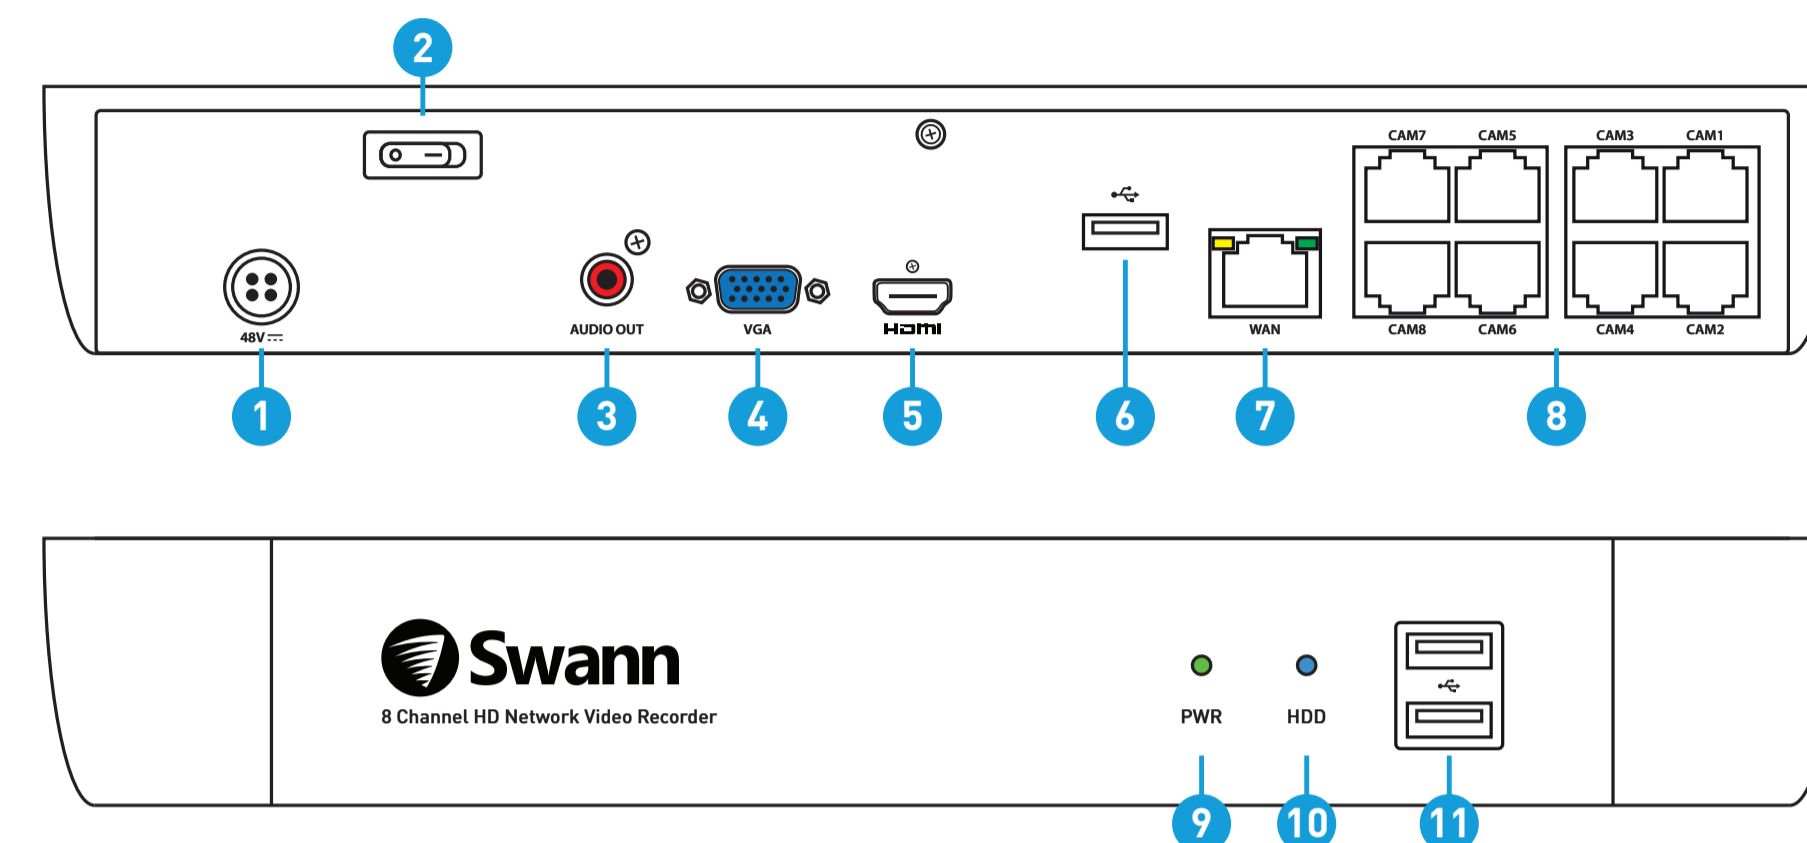 2
CAM7 CAM5 CAM3 CAM1
48V
AUDIO OUT
VGA
HDMI
WAN
CAM8 CAM6 CAM4 CAM2
1 3 4 5 6 7 8
Swann
8 Channel HD Network Video Recorder
PWR HDD
9 10 11